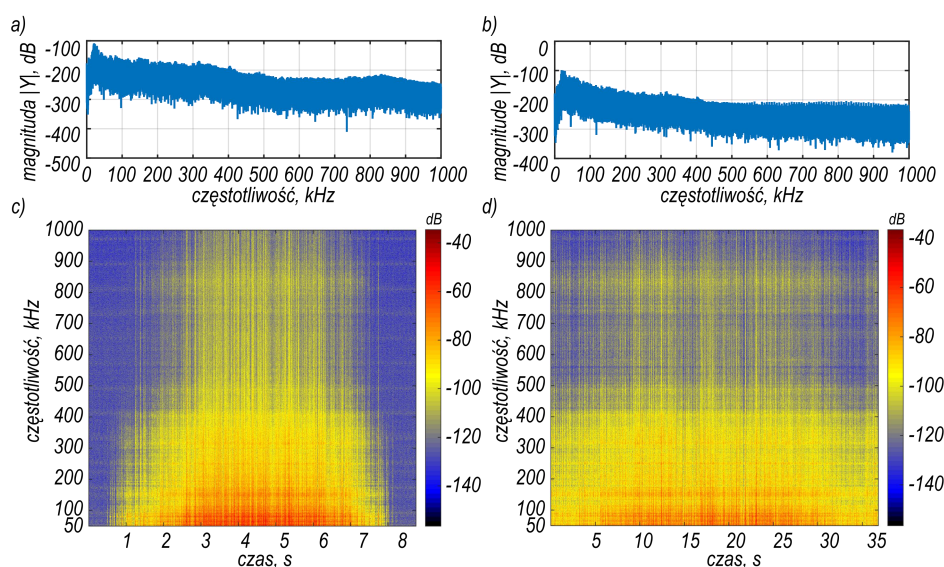 a)
magnituda |Y|, dB
-100
-200
-300
-400
-500
0 100 200 300 400 500 600 700 800 900 1000
częstotliwość, kHz
b)
magnituda |Y|, dB
0
-100
-200
-300
-400
0 100 200 300 400 500 600 700 800 900 1000
częstotliwość, kHz
c)
częstotliwość, kHz
1000
900
800
700
600
500
400
300
200
100
50
1 2 3 4 5 6 7 8
czas, s
dB
-40
-60
-80
-100
-120
-140
d)
częstotliwość, kHz
1000
900
800
700
600
500
400
300
200
100
50
5 10 15 20 25 30 35
czas, s
dB
-40
-60
-80
-100
-120
-140